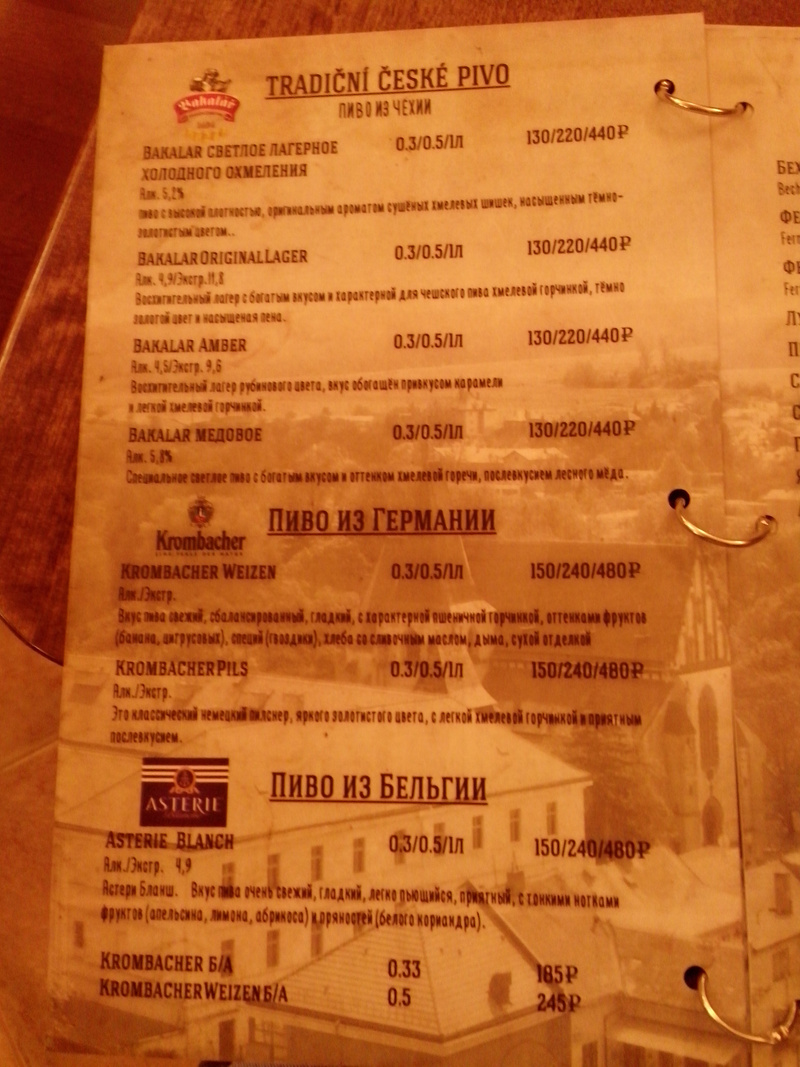 Bakalář
TRADIČNÍ ČESKÉ PIVO
ПИВО ИЗ ЧЕХИИ
BAKALAR СВЕТЛОЕ ЛАГЕРНОЕ 0.3/0.5/1Л 130/220/440₽
ХОЛОДНОГО ОХМЕЛЕНИЯ
Алк. 5,2%
пиво с высокой плотностью, оригинальным ароматом сушёных хмелевых шишек, насыщенным тёмно-
золотистым цветом..
BAKALAR ORIGINAL LAGER 0.3/0.5/1Л 130/220/440₽
Алк. 4,9/Экстр.11,8
Восхитительный лагер с богатым вкусом и характерной для чешского пива хмелевой горчинкой, тёмно
золотой цвет и насыщеная пена.
BAKALAR AMBER 0.3/0.5/1Л 130/220/440₽
Алк. 4,5/Экстр. 9,6
Восхитительный лагер рубинового цвета, вкус обогащён привкусом карамели
и легкой хмелевой горчинкой.
BAKALAR МЕДОВОЕ 0.3/0.5/1Л 130/220/440₽
Алк. 5,8%
Специальное светлое пиво с богатым вкусом и оттенком хмелевой горечи, послевкусием лесного мёда.
Krombacher
ПИВО ИЗ ГЕРМАНИИ
KROMBACHER WEIZEN 0.3/0.5/1Л 150/240/480₽
Алк./Экстр.
Вкус пива свежий, сбалансированный, гладкий, с характерной пшеничной горчинкой, оттенками фруктов
(банана, цитрусовых), специй (гвоздики), хлеба со сливочным маслом, дыма, сухой отделкой
KROMBACHER PILS 0.3/0.5/1Л 150/240/480₽
Алк./Экстр.
Это классический немецкий пилснер, яркого золотистого цвета, с легкой хмелевой горчинкой и приятным
послевкусием.
ASTERIE
ПИВО ИЗ БЕЛЬГИИ
ASTERIE BLANCH 0.3/0.5/1Л 150/240/480₽
Алк./Экстр. 4,9
Астери Бланш. Вкус пива очень свежий, гладкий, легко пьющийся, приятный, с тонкими нотками
фруктов (апельсина, лимона, абрикоса) и пряностей (белого кориандра).
KROMBACHER Б/А 0.33 185₽
KROMBACHER WEIZEN Б/А 0.5 245₽
БЕХ
Bech
ФЕ
Fern
ФЕ
Fer